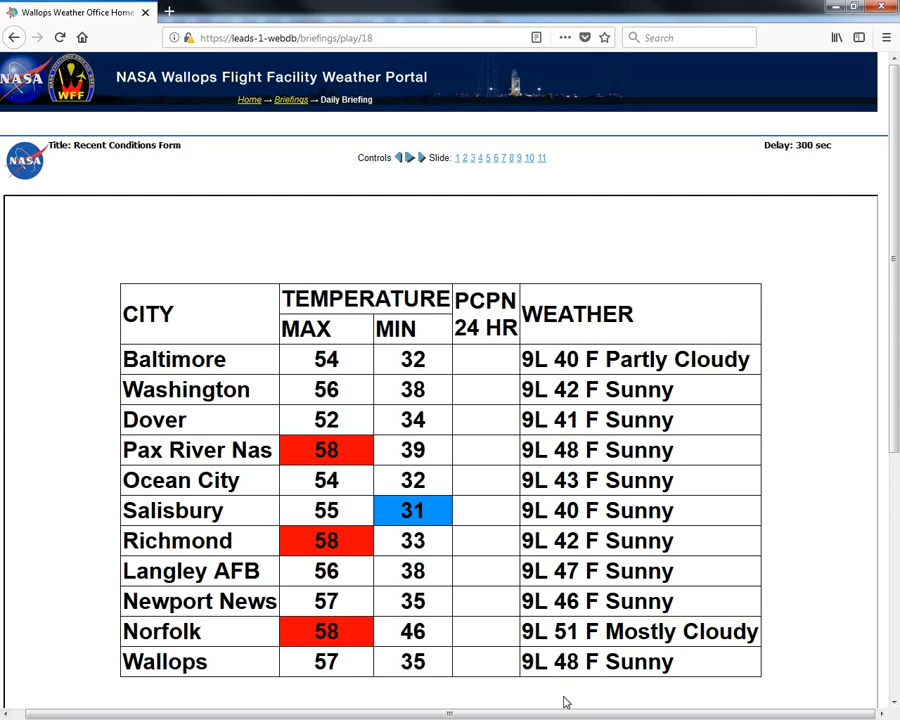 Wallops Weather Office Home
https://leads-1-webdb/briefings/play/18
Search
NASA
WFF
NASA Wallops Flight Facility Weather Portal
Home → Briefings → Daily Briefing
NASA
Title: Recent Conditions Form
Controls Slide: 1 2 3 4 5 6 7 8 9 10 11
Delay: 300 sec
CITY TEMPERATURE PCPN 24 HR WEATHER
MAX MIN
Baltimore 54 32 9L 40 F Partly Cloudy
Washington 56 38 9L 42 F Sunny
Dover 52 34 9L 41 F Sunny
Pax River Nas 58 39 9L 48 F Sunny
Ocean City 54 32 9L 43 F Sunny
Salisbury 55 31 9L 40 F Sunny
Richmond 58 33 9L 42 F Sunny
Langley AFB 56 38 9L 47 F Sunny
Newport News 57 35 9L 46 F Sunny
Norfolk 58 46 9L 51 F Mostly Cloudy
Wallops 57 35 9L 48 F Sunny